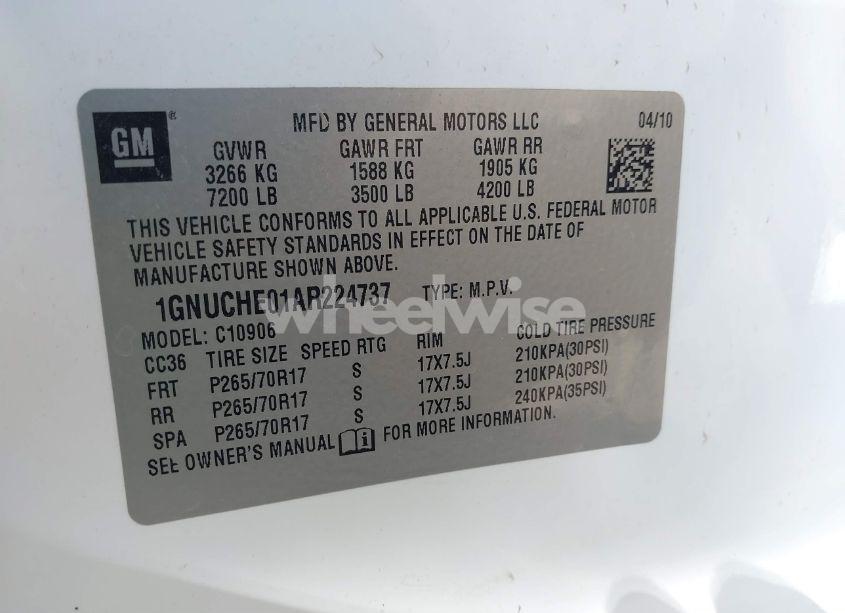 GM
®
MFD BY GENERAL MOTORS LLC 04/10
GVWR GAWR FRT GAWR RR
3266 KG 1588 KG 1905 KG
7200 LB 3500 LB 4200 LB
THIS VEHICLE CONFORMS TO ALL APPLICABLE U.S. FEDERAL MOTOR
VEHICLE SAFETY STANDARDS IN EFFECT ON THE DATE OF
MANUFACTURE SHOWN ABOVE.
1GNUCHE01AR224737 TYPE: M.P.V.
wheelwise
MODEL: C10906
CC36 TIRE SIZE SPEED RTG RIM COLD TIRE PRESSURE
FRT P265/70R17 S 17X7.5J 210KPA(30PSI)
RR P265/70R17 S 17X7.5J 210KPA(30PSI)
SPA P265/70R17 S 17X7.5J 240KPA(35PSI)
SEE OWNER'S MANUAL i FOR MORE INFORMATION.